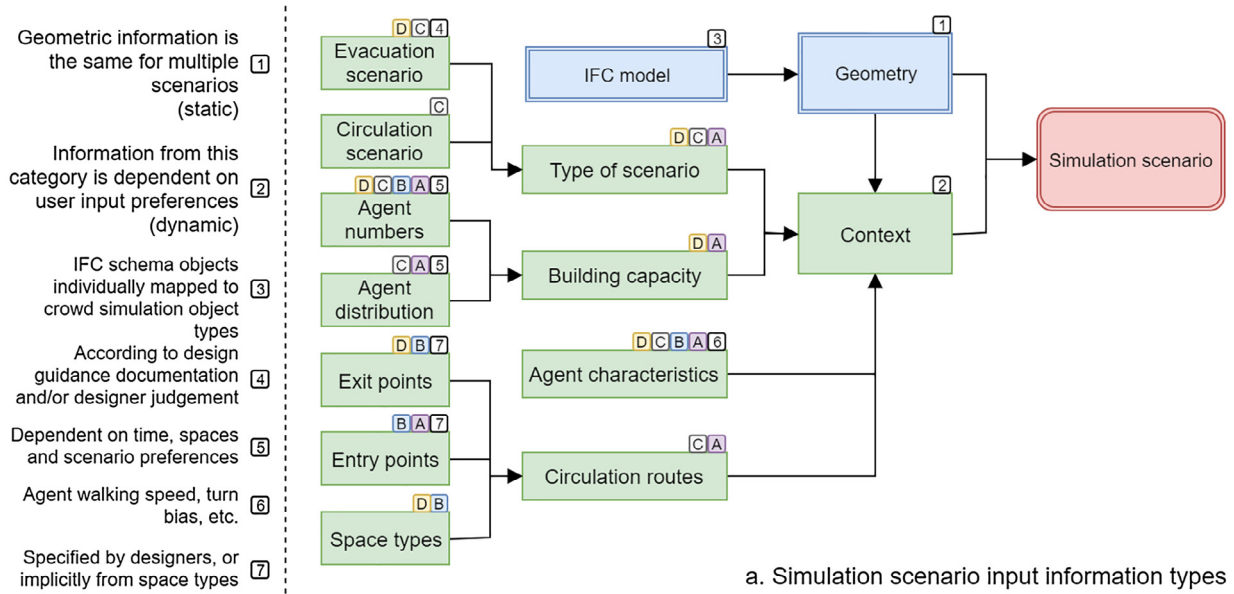 Geometric information is
the same for multiple
scenarios
(static)
1
Information from this
category is dependent on
user input preferences
(dynamic)
2
IFC schema objects
individually mapped to
crowd simulation object
types
3
According to design
guidance documentation
and/or designer judgement
4
Dependent on time, spaces
and scenario preferences
5
Agent walking speed, turn
bias, etc.
6
Specified by designers, or
implicitly from space types
7
D C 4
Evacuation
scenario
C
Circulation
scenario
D C B A 5
Agent
numbers
C A 5
Agent
distribution
D B 7
Exit points
B A 7
Entry points
D B
Space types
3
IFC model
D C A
Type of scenario
D A
Building capacity
D C B A 6
Agent characteristics
C A
Circulation routes
1
Geometry
2
Context
Simulation scenario
a. Simulation scenario input information types